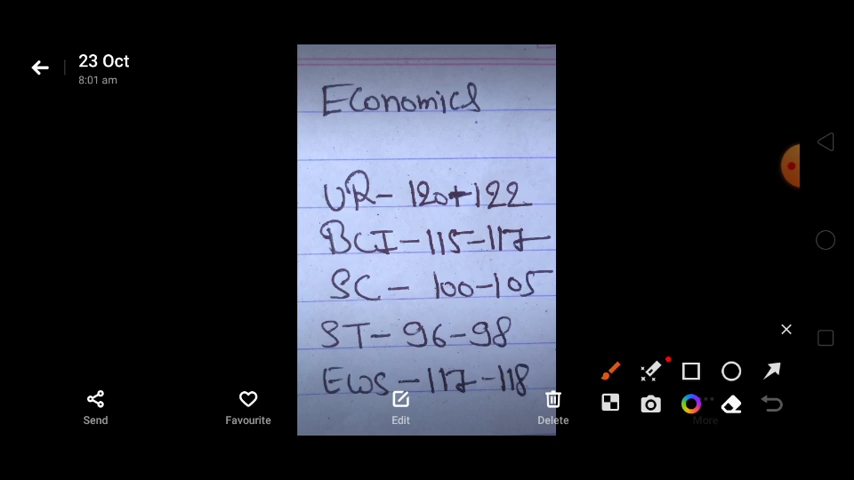 23 Oct
8:01 am
Economics
UR- 120+122
BCI-115-117
SC - 100-105
ST-96-98
EWS-117-118
Send
Favourite
Edit
Delete
More